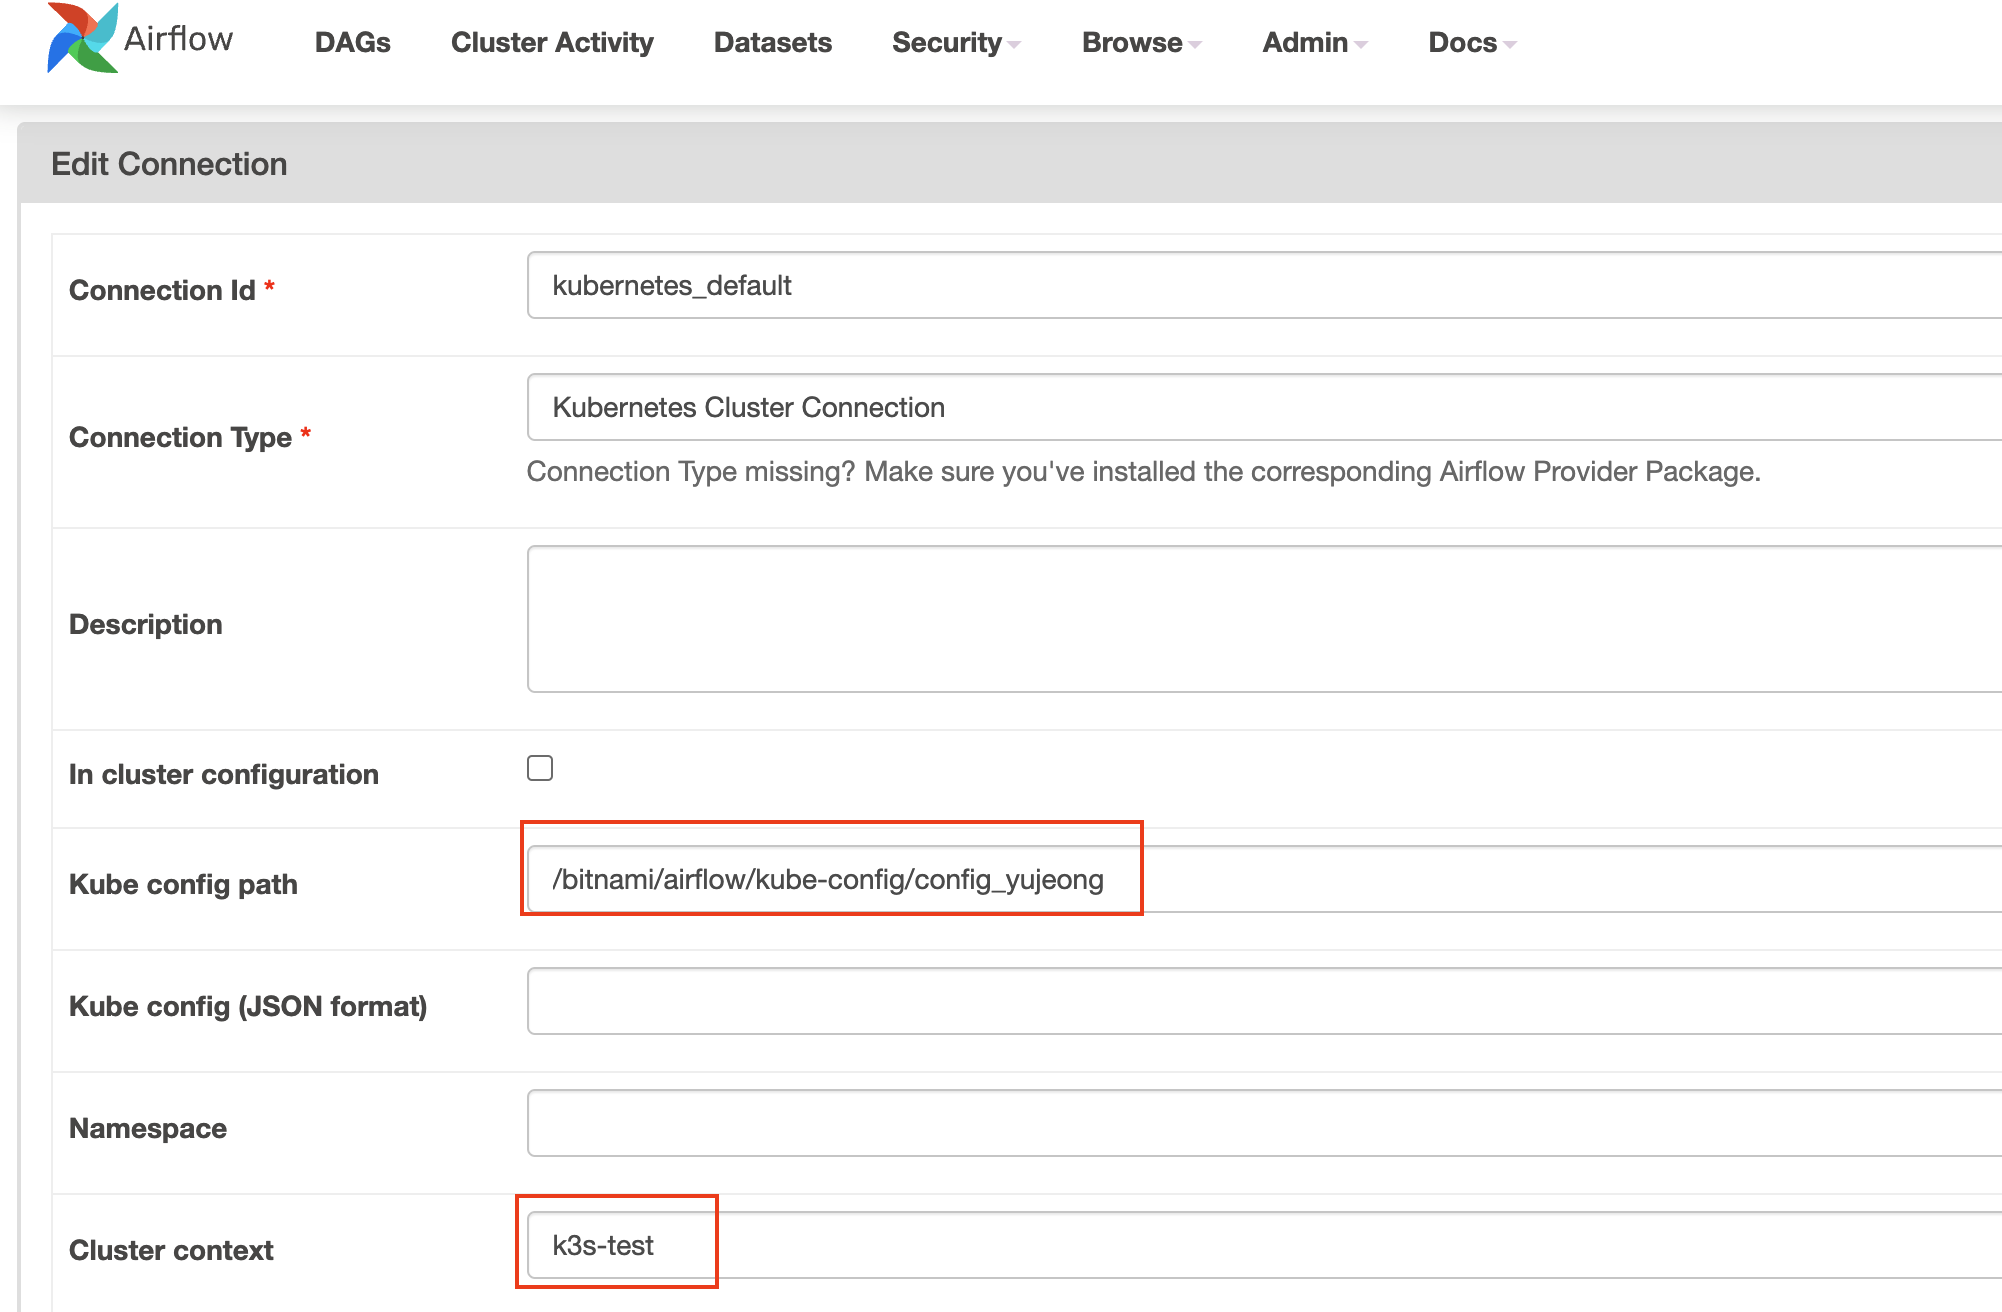 Airflow DAGs Cluster Activity Datasets Security Browse Admin Docs
Edit Connection
Connection Id * kubernetes_default
Connection Type * Kubernetes Cluster Connection
Connection Type missing? Make sure you've installed the corresponding Airflow Provider Package.
Description
In cluster configuration
Kube config path /bitnami/airflow/kube-config/config_yujeong
Kube config (JSON format)
Namespace
Cluster context k3s-test